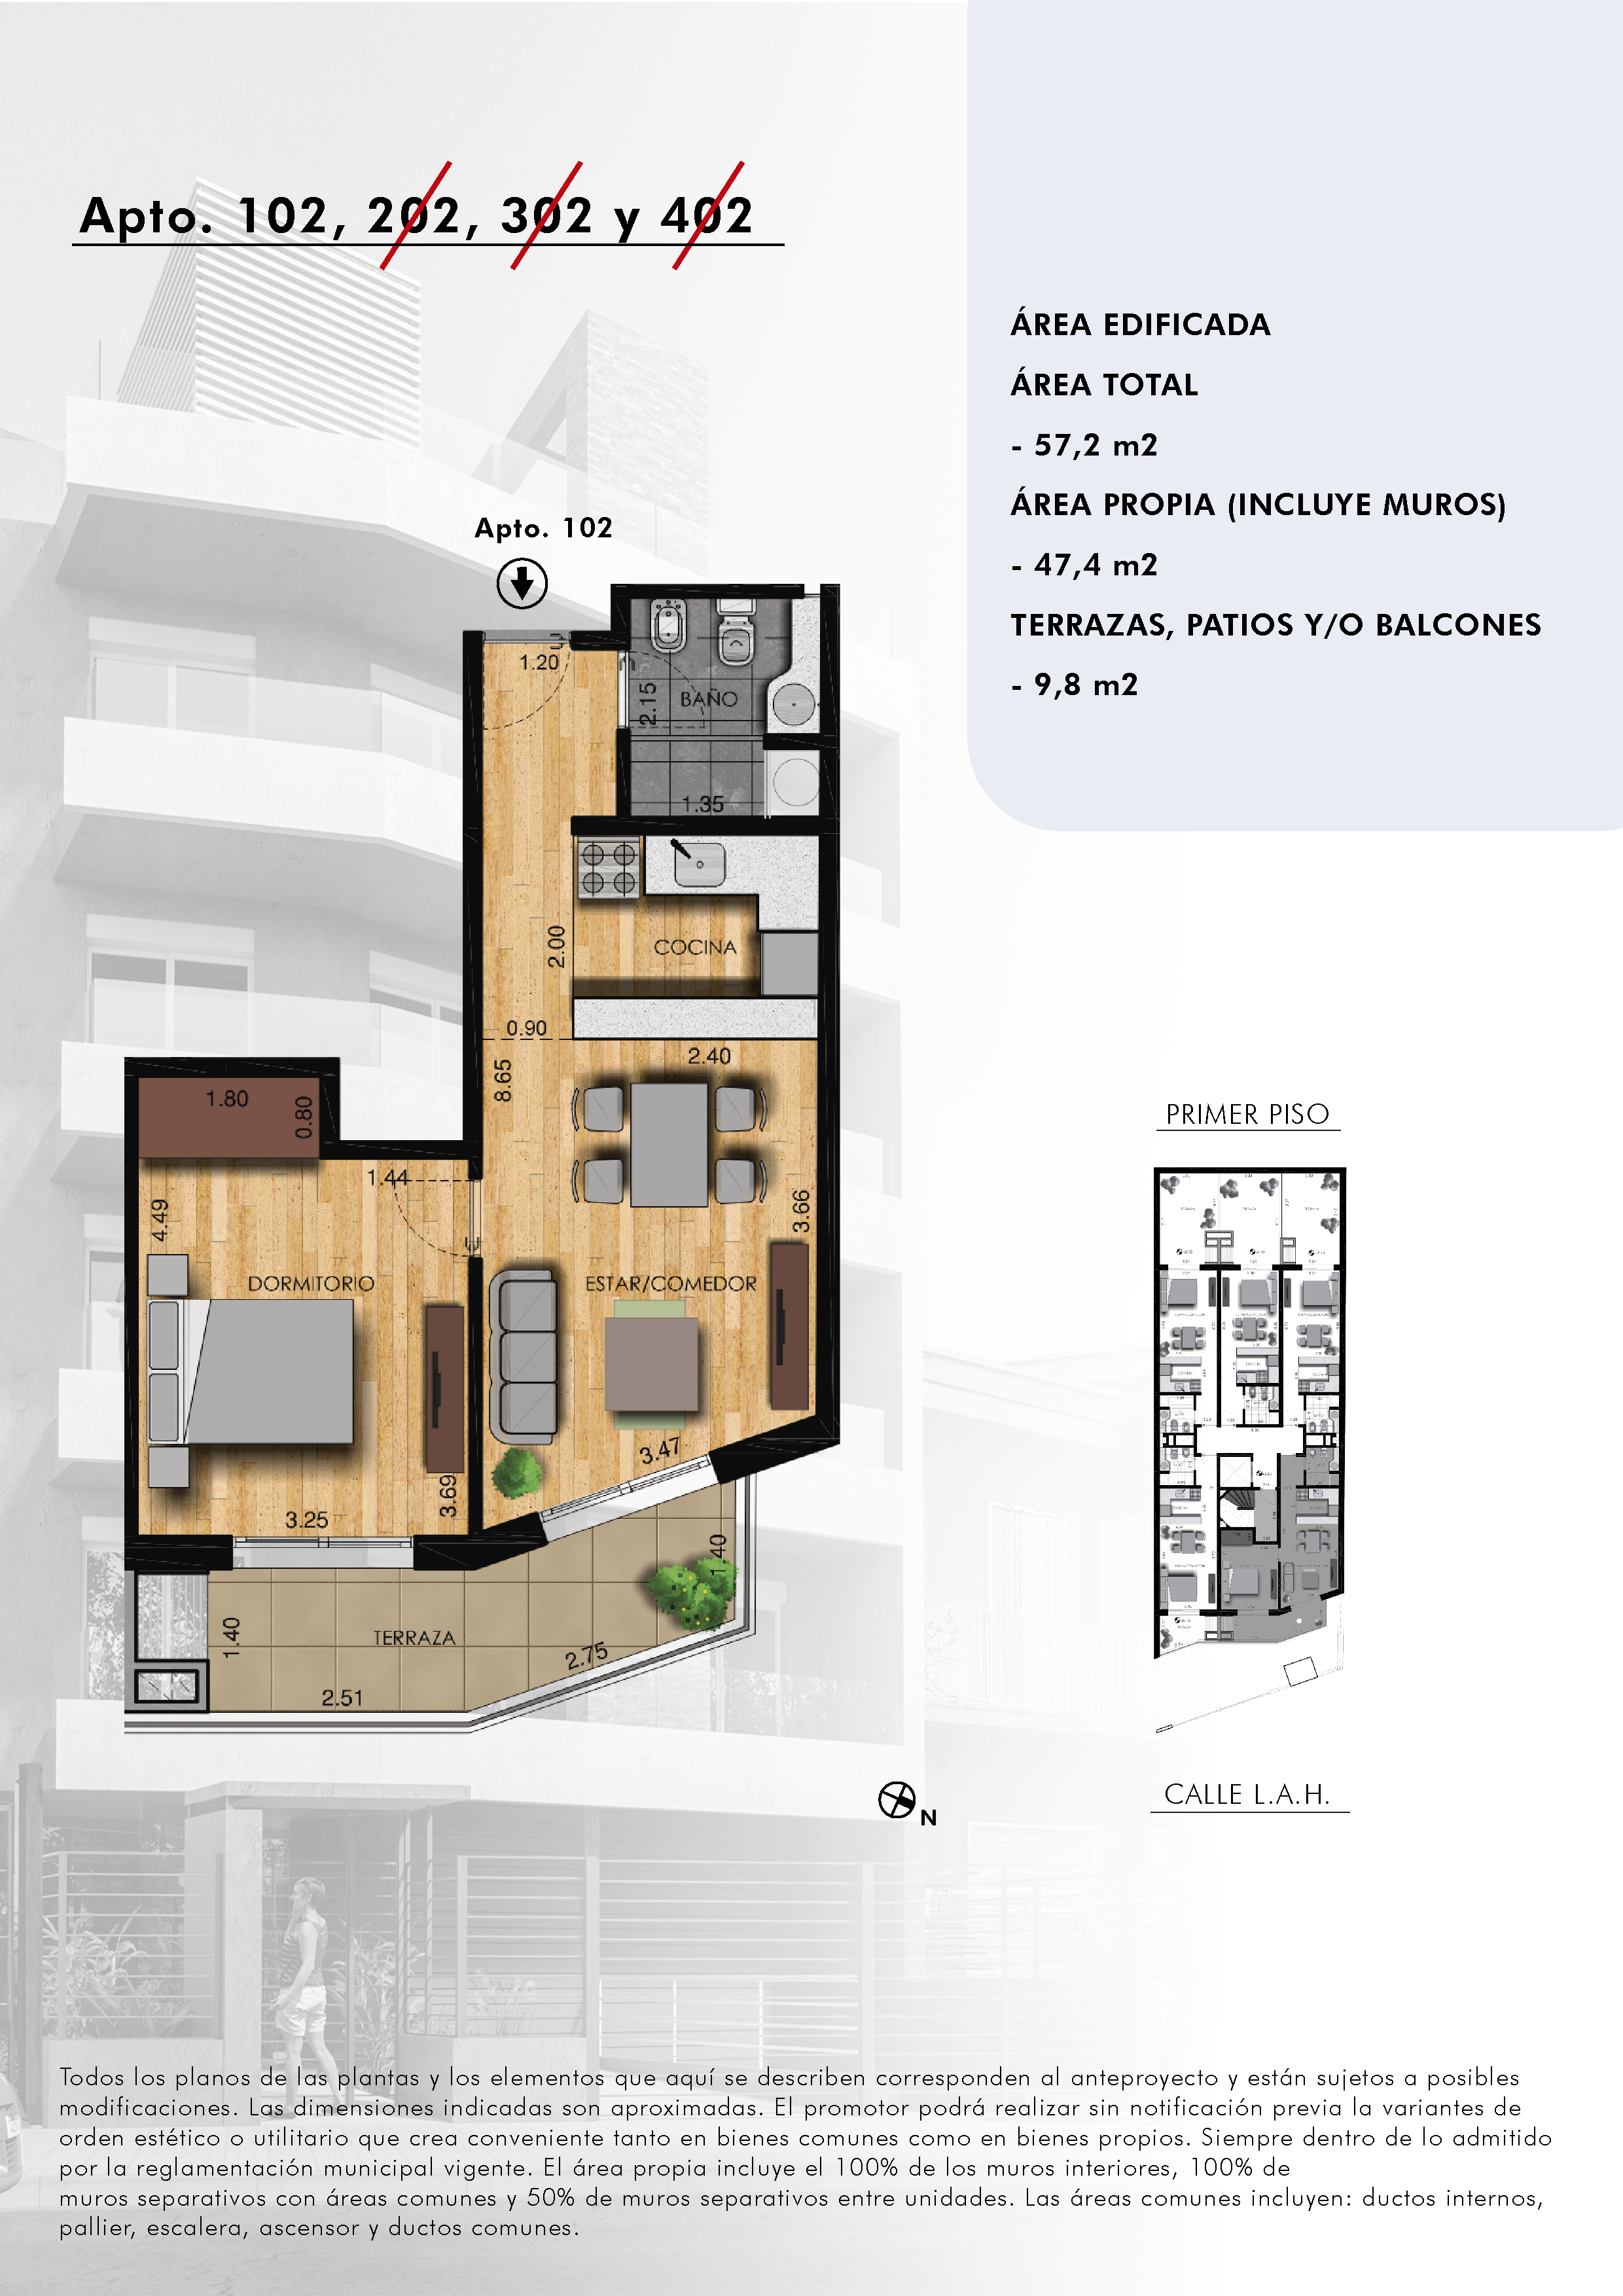 Apto. 102, 202, 302 y 402
ÁREA EDIFICADA
ÁREA TOTAL
- 57,2 m2
ÁREA PROPIA (INCLUYE MUROS)
- 47,4 m2
TERRAZAS, PATIOS Y/O BALCONES
- 9,8 m2
Apto. 102
1.20
2.15
BAÑO
1.35
2.00
COCINA
0.90
2.40
8.65
1.80
0.80
1.44
4.49
3.66
DORMITORIO
ESTAR/COMEDOR
3.47
3.69
3.25
1.40
1.40
TERRAZA
2.75
2.51
N
PRIMER PISO
CALLE L.A.H.
Todos los planos de las plantas y los elementos que aquí se describen corresponden al anteproyecto y están sujetos a posibles
modificaciones. Las dimensiones indicadas son aproximadas. El promotor podrá realizar sin notificación previa la variantes de
orden estético o utilitario que crea conveniente tanto en bienes comunes como en bienes propios. Siempre dentro de lo admitido
por la reglamentación municipal vigente. El área propia incluye el 100% de los muros interiores, 100% de
muros separativos con áreas comunes y 50% de muros separativos entre unidades. Las áreas comunes incluyen: ductos internos,
pallier, escalera, ascensor y ductos comunes.